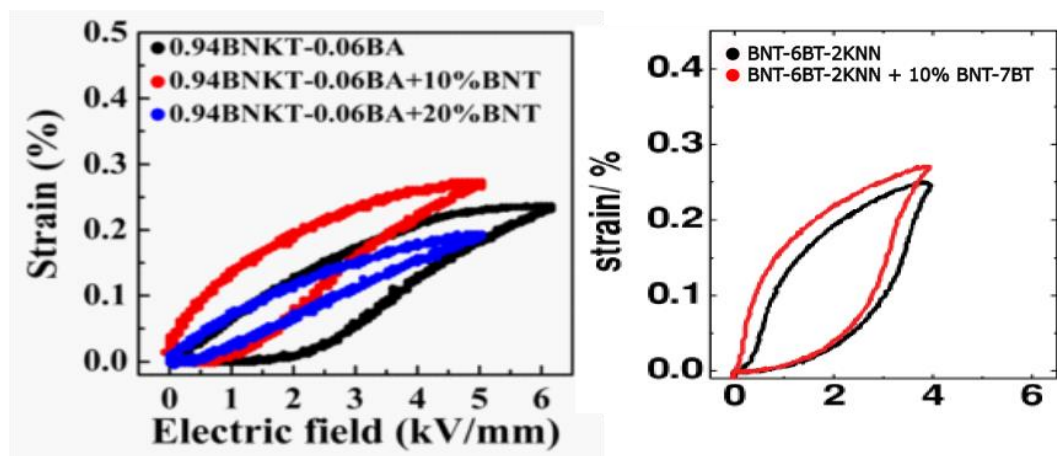 0.5
0.4
0.3
0.2
0.1
0.0
Strain (%)
0.94BNKT-0.06BA
0.94BNKT-0.06BA+10%BNT
0.94BNKT-0.06BA+20%BNT
0 1 2 3 4 5 6
Electric field (kV/mm)
0.4
0.3
0.2
0.1
0.0
strain/ %
BNT-6BT-2KNN
BNT-6BT-2KNN + 10% BNT-7BT
0 2 4 6